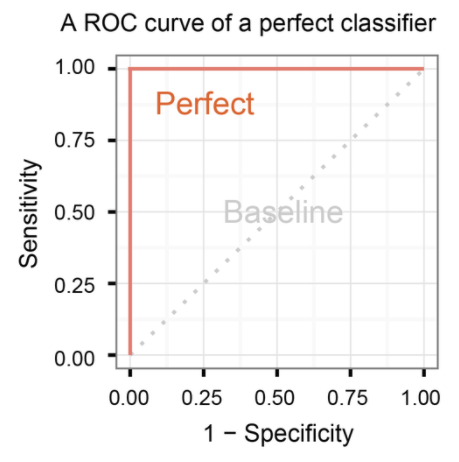 A ROC curve of a perfect classifier
1.00
Perfect
0.75
Baseline
0.50
Sensitivity
0.25
0.00
0.00 0.25 0.50 0.75 1.00
1 − Specificity